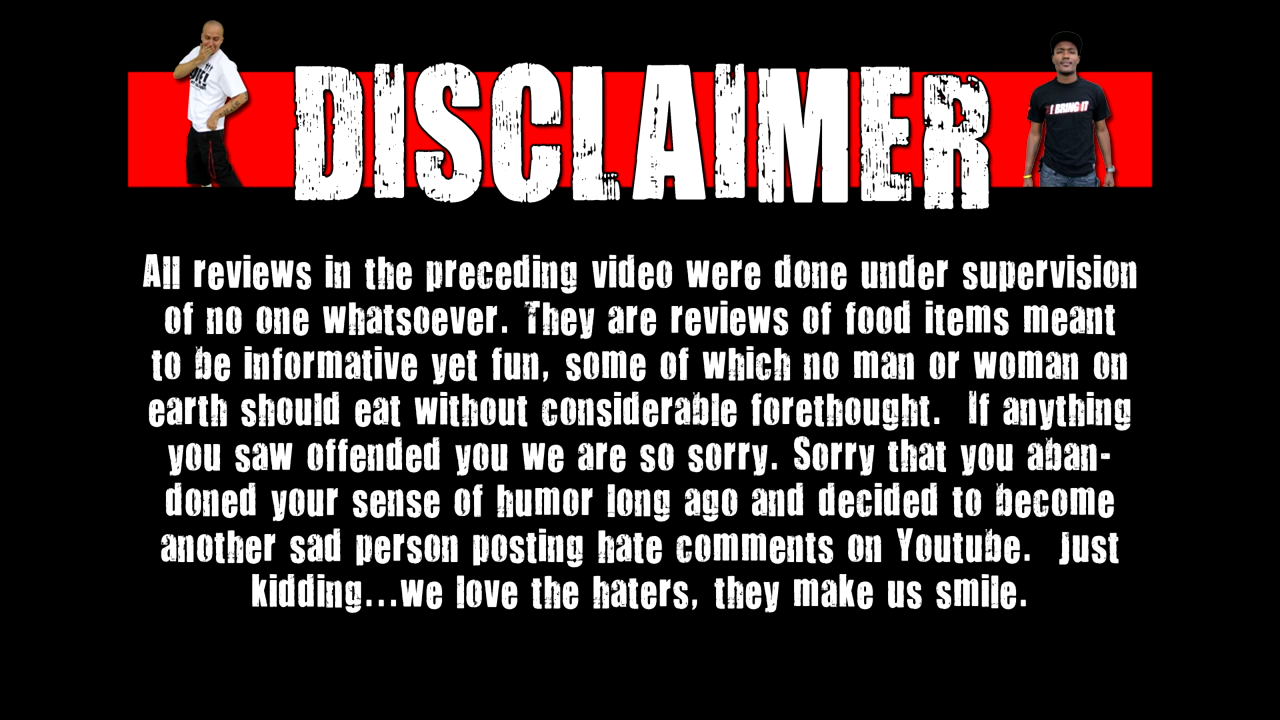 DISCLAIMER
I BRING IT
All reviews in the preceding video were done under supervision
of no one whatsoever. They are reviews of food items meant
to be informative yet fun, some of which no man or woman on
earth should eat without considerable forethought. If anything
you saw offended you we are so sorry. Sorry that you aban-
doned your sense of humor long ago and decided to become
another sad person posting hate comments on Youtube. Just
kidding...we love the haters, they make us smile.